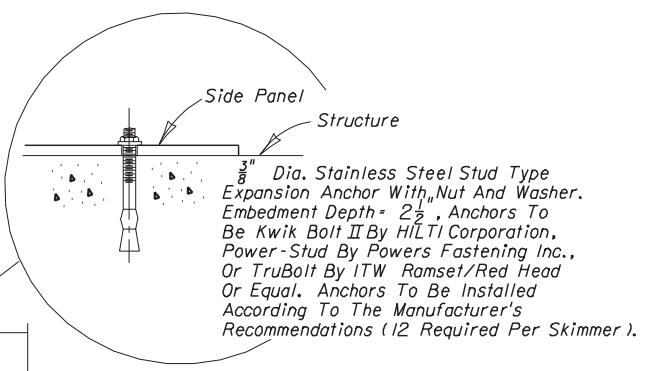 Side Panel
Structure
3/8" Dia. Stainless Steel Stud Type
Expansion Anchor With Nut And Washer.
Embedment Depth = 2 1/2", Anchors To
Be Kwik Bolt II By HILTI Corporation,
Power-Stud By Powers Fastening Inc.,
Or TruBolt By ITW Ramset/Red Head
Or Equal. Anchors To Be Installed
According To The Manufacturer's
Recommendations (12 Required Per Skimmer).